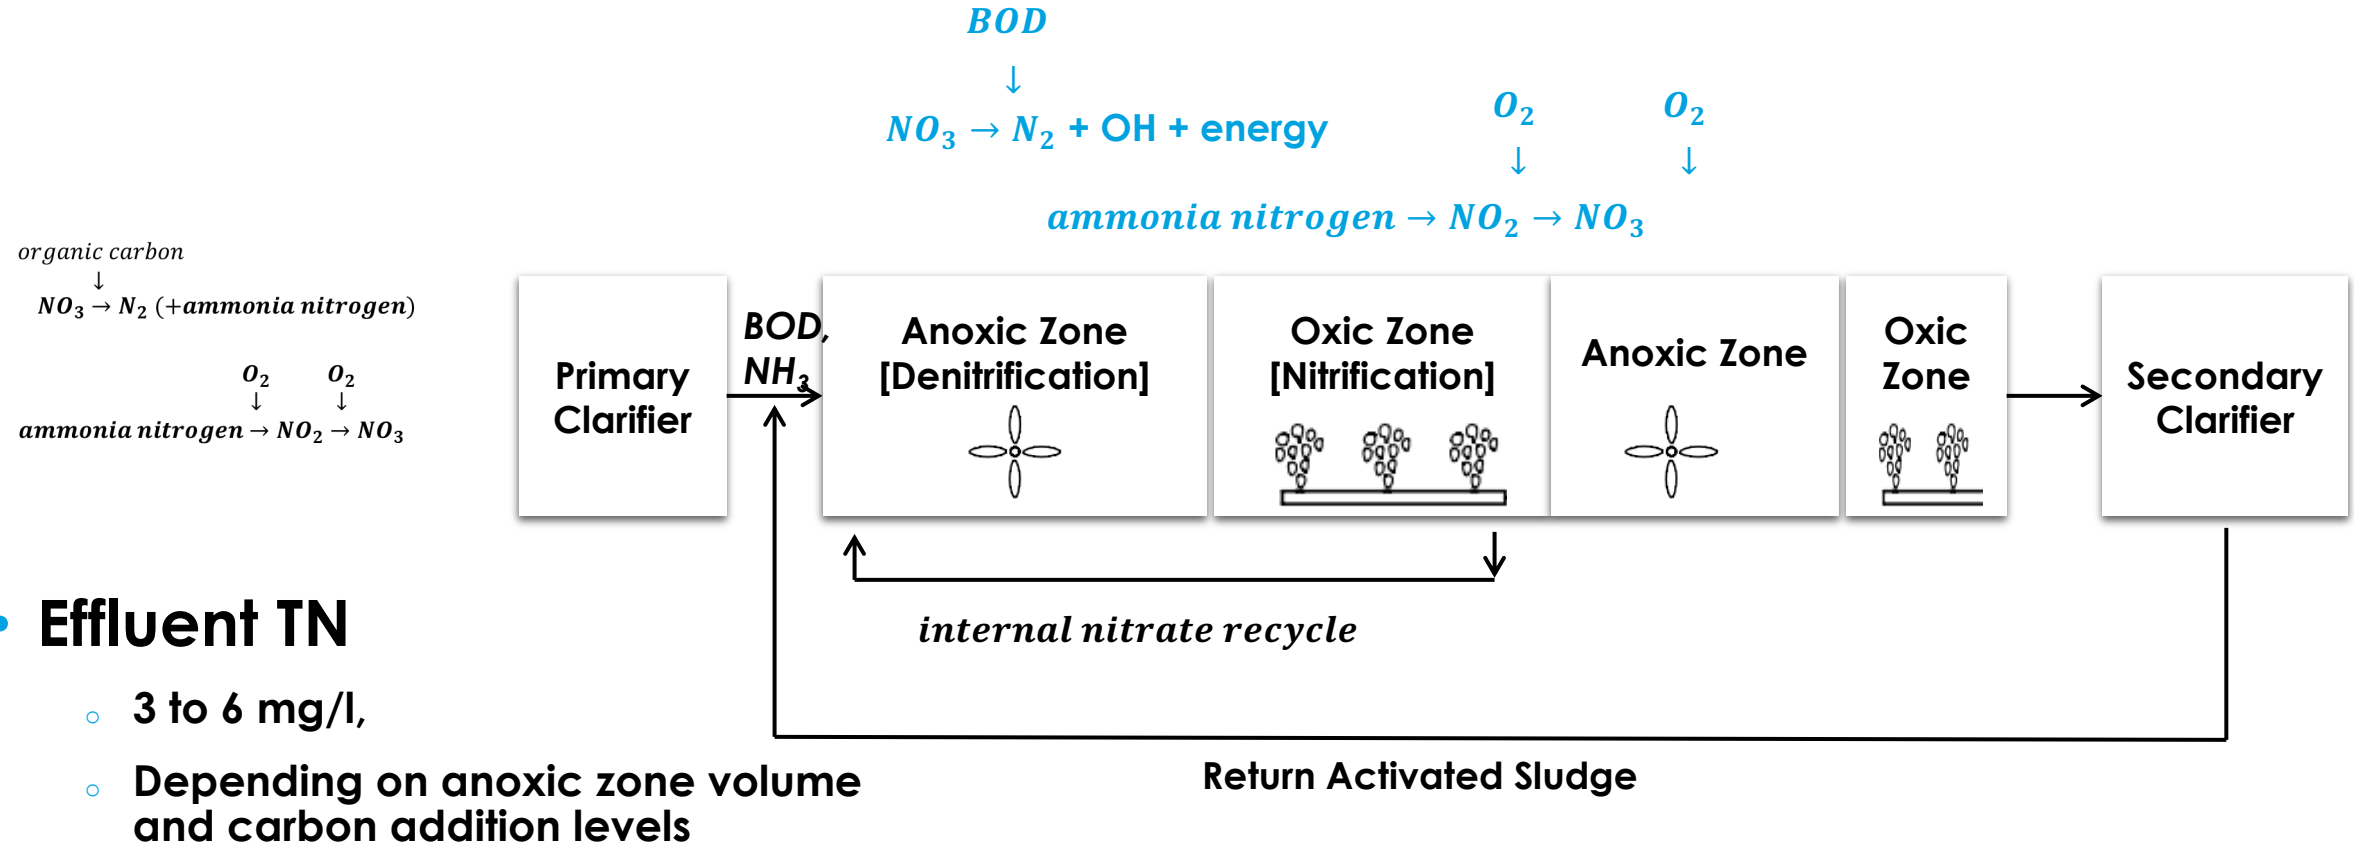 BOD
↓
NO₃ → N₂ + OH + energy
O₂ O₂
↓ ↓
ammonia nitrogen → NO₂ → NO₃
organic carbon
↓
NO₃ → N₂ (+ammonia nitrogen)
O₂ O₂
↓ ↓
ammonia nitrogen → NO₂ → NO₃
Primary
Clarifier
BOD,
NH₃
Anoxic Zone
[Denitrification]
Oxic Zone
[Nitrification]
Anoxic Zone
Oxic
Zone
Secondary
Clarifier
internal nitrate recycle
Return Activated Sludge
• Effluent TN
○ 3 to 6 mg/l,
○ Depending on anoxic zone volume
and carbon addition levels